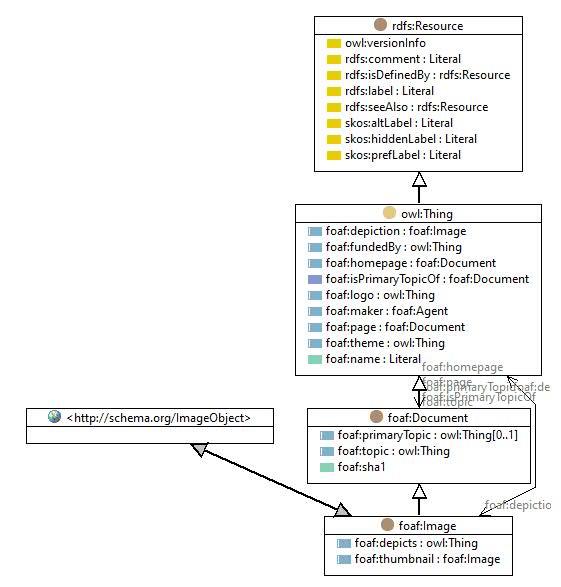 rdfs:Resource
owl:versionInfo
rdfs:comment : Literal
rdfs:isDefinedBy : rdfs:Resource
rdfs:label : Literal
rdfs:seeAlso : rdfs:Resource
skos:altLabel : Literal
skos:hiddenLabel : Literal
skos:prefLabel : Literal
owl:Thing
foaf:depiction : foaf:Image
foaf:fundedBy : owl:Thing
foaf:homepage : foaf:Document
foaf:isPrimaryTopicOf : foaf:Document
foaf:logo : owl:Thing
foaf:maker : foaf:Agent
foaf:page : foaf:Document
foaf:theme : owl:Thing
foaf:name : Literal
foaf:homepage
foaf:page
foaf:primaryTopic
foaf:isPrimaryTopicOf
foaf:topic
<http://schema.org/ImageObject>
foaf:Document
foaf:primaryTopic : owl:Thing[0..1]
foaf:topic : owl:Thing
foaf:sha1
foaf:depictio
foaf:Image
foaf:depicts : owl:Thing
foaf:thumbnail : foaf:Image